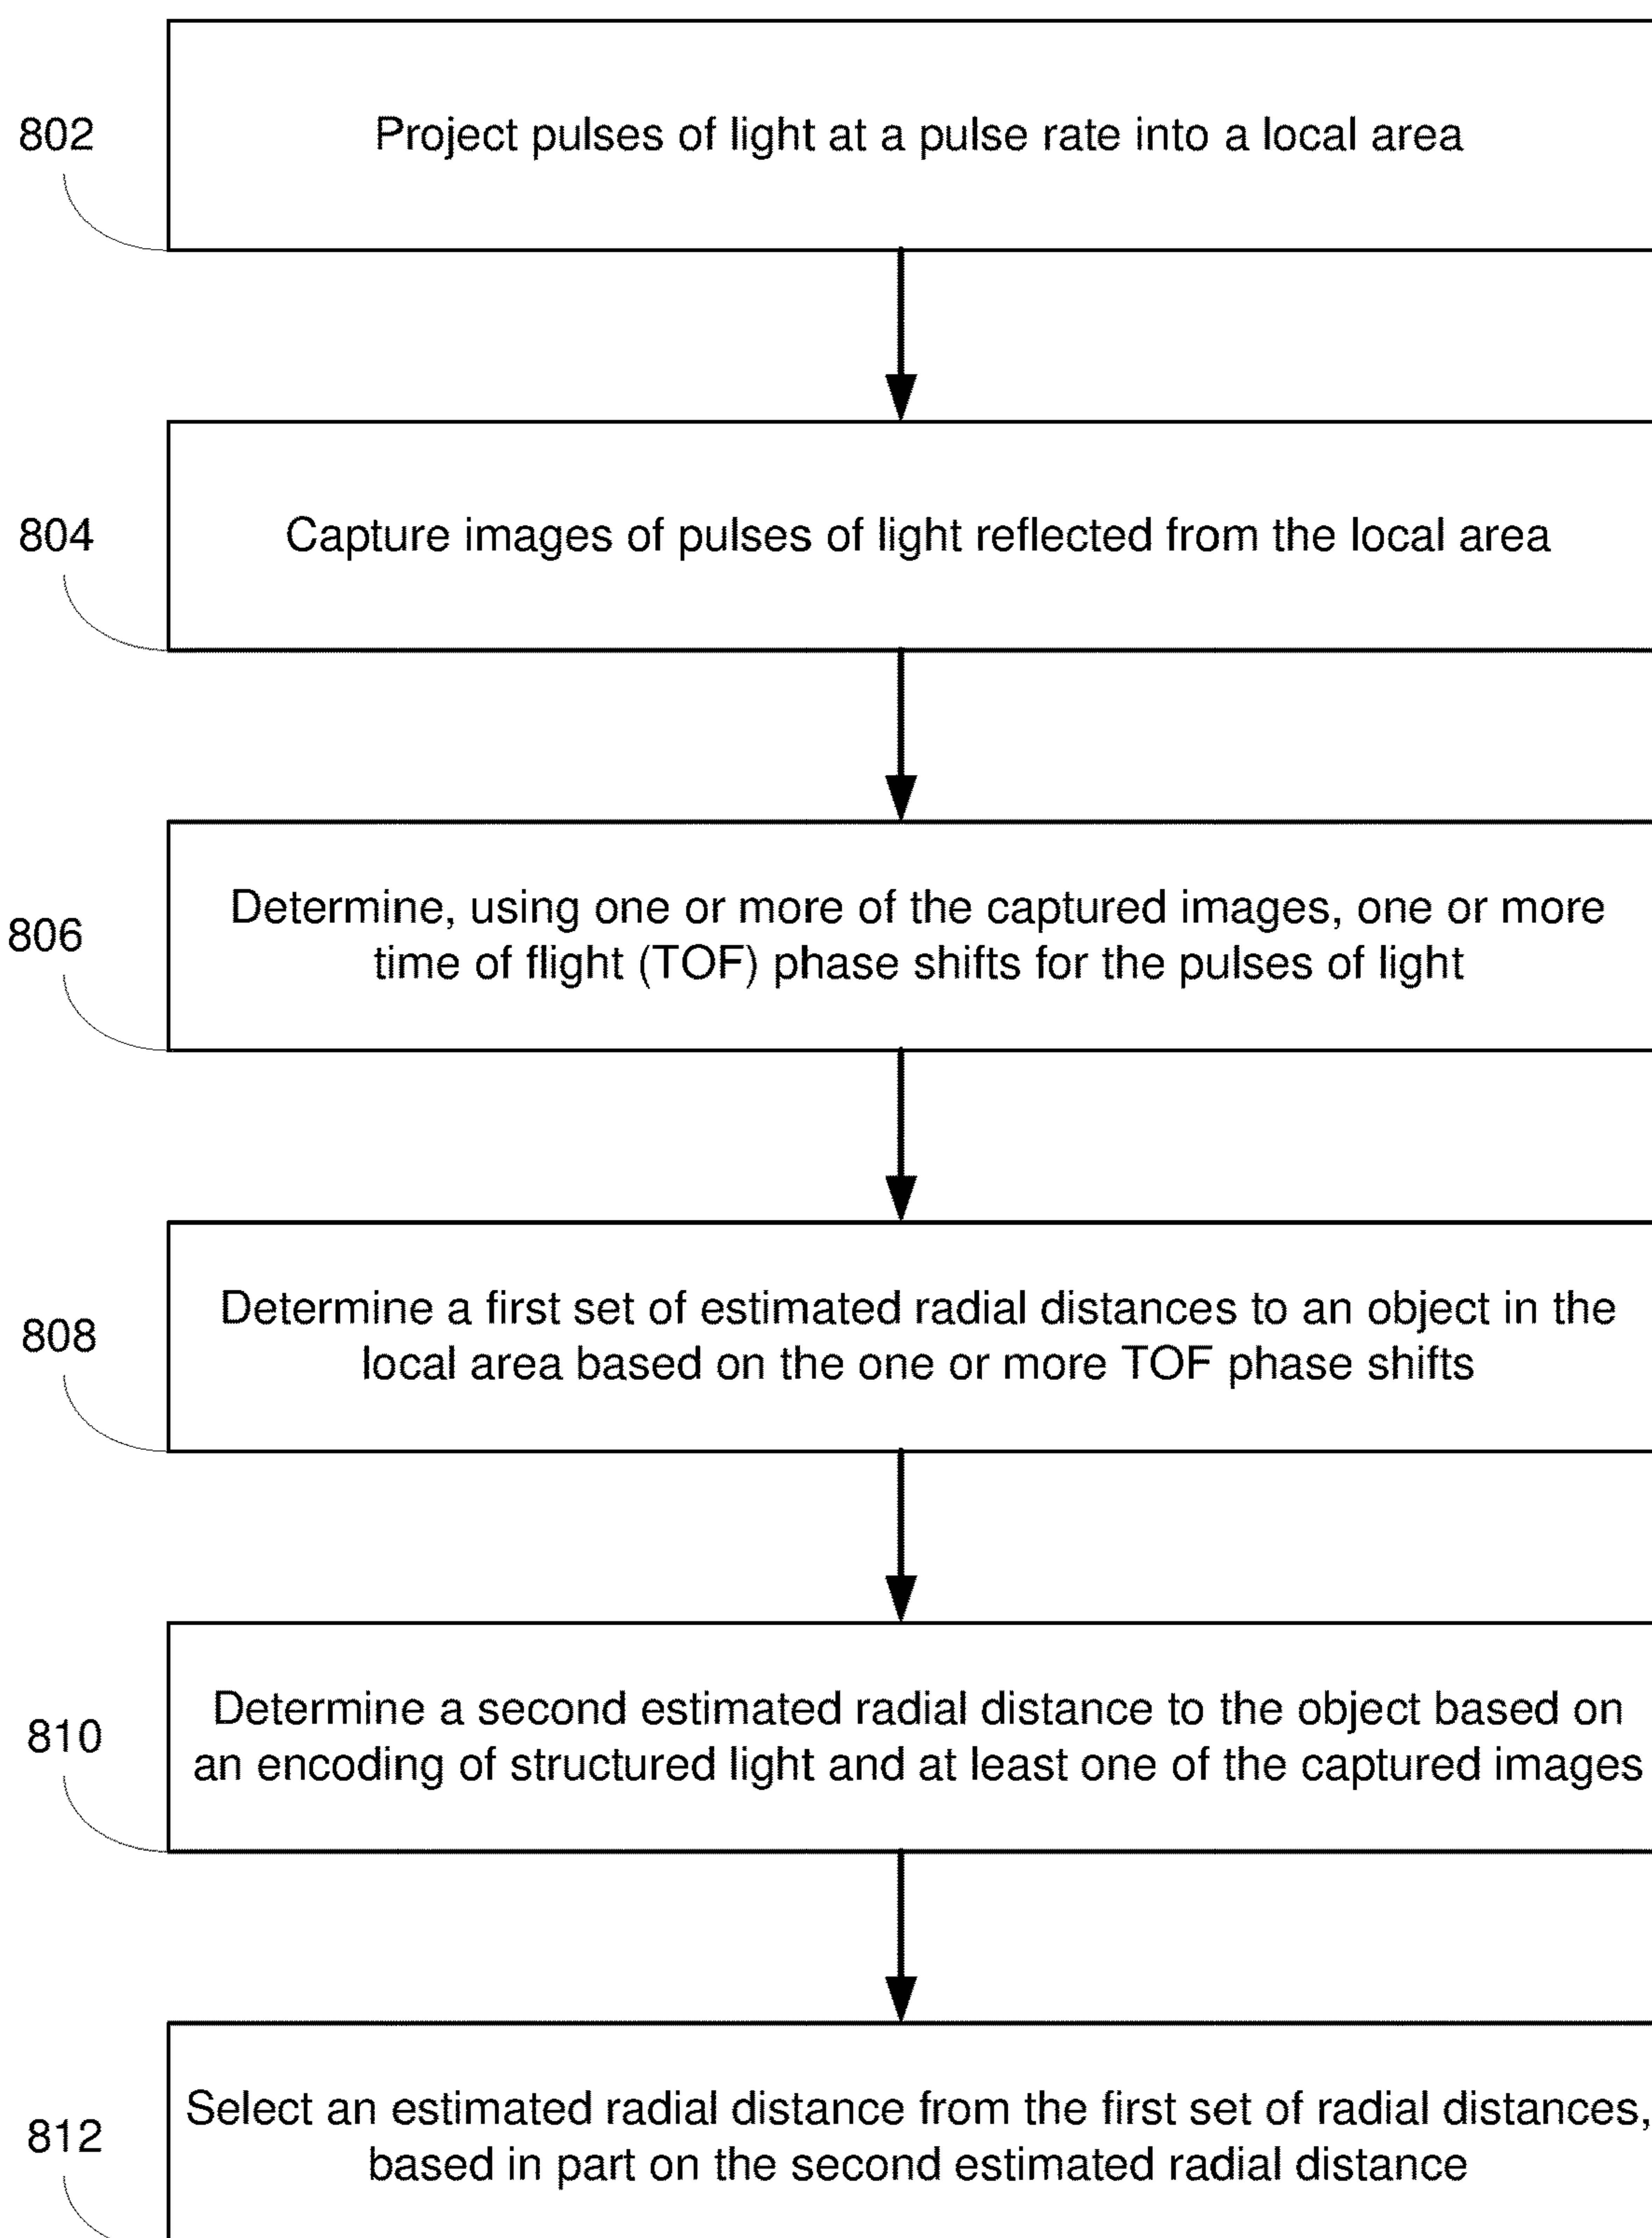 802
Project pulses of light at a pulse rate into a local area
804
Capture images of pulses of light reflected from the local area
806
Determine, using one or more of the captured images, one or more
time of flight (TOF) phase shifts for the pulses of light
808
Determine a first set of estimated radial distances to an object in the
local area based on the one or more TOF phase shifts
810
Determine a second estimated radial distance to the object based on
an encoding of structured light and at least one of the captured images
812
Select an estimated radial distance from the first set of radial distances,
based in part on the second estimated radial distance